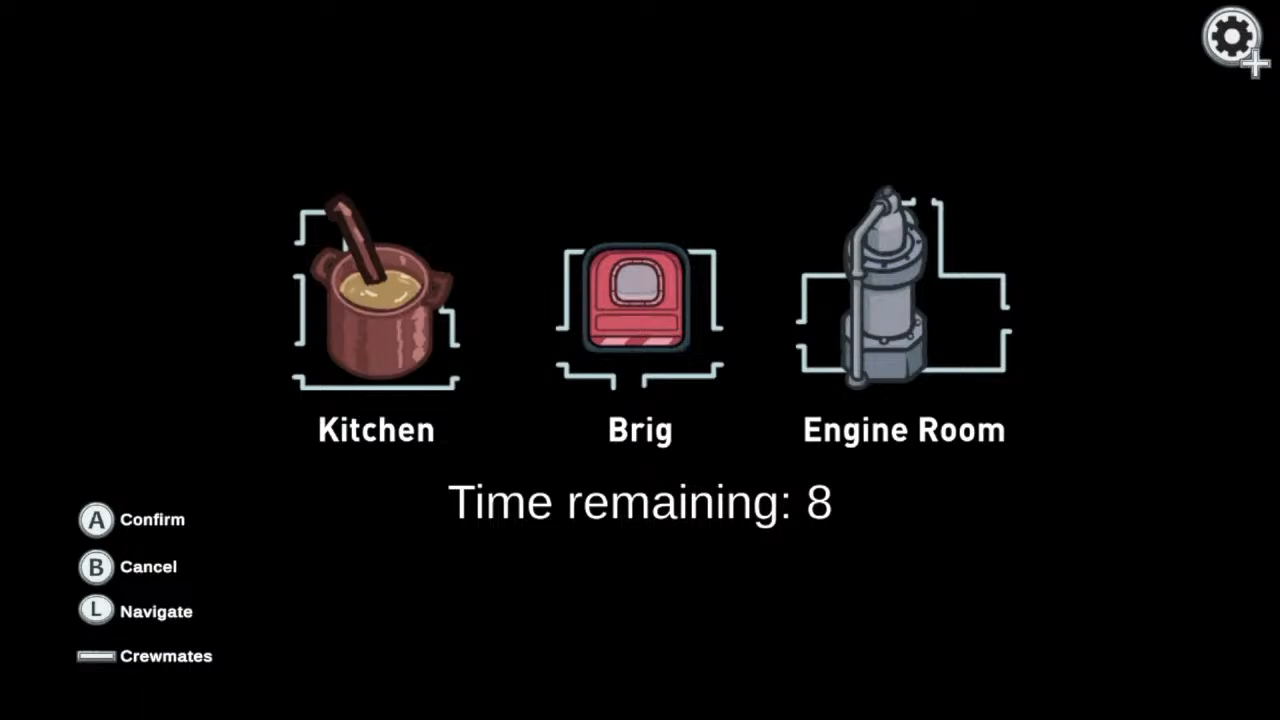 Kitchen
Brig
Engine Room
Time remaining: 8
A Confirm
B Cancel
L Navigate
Crewmates